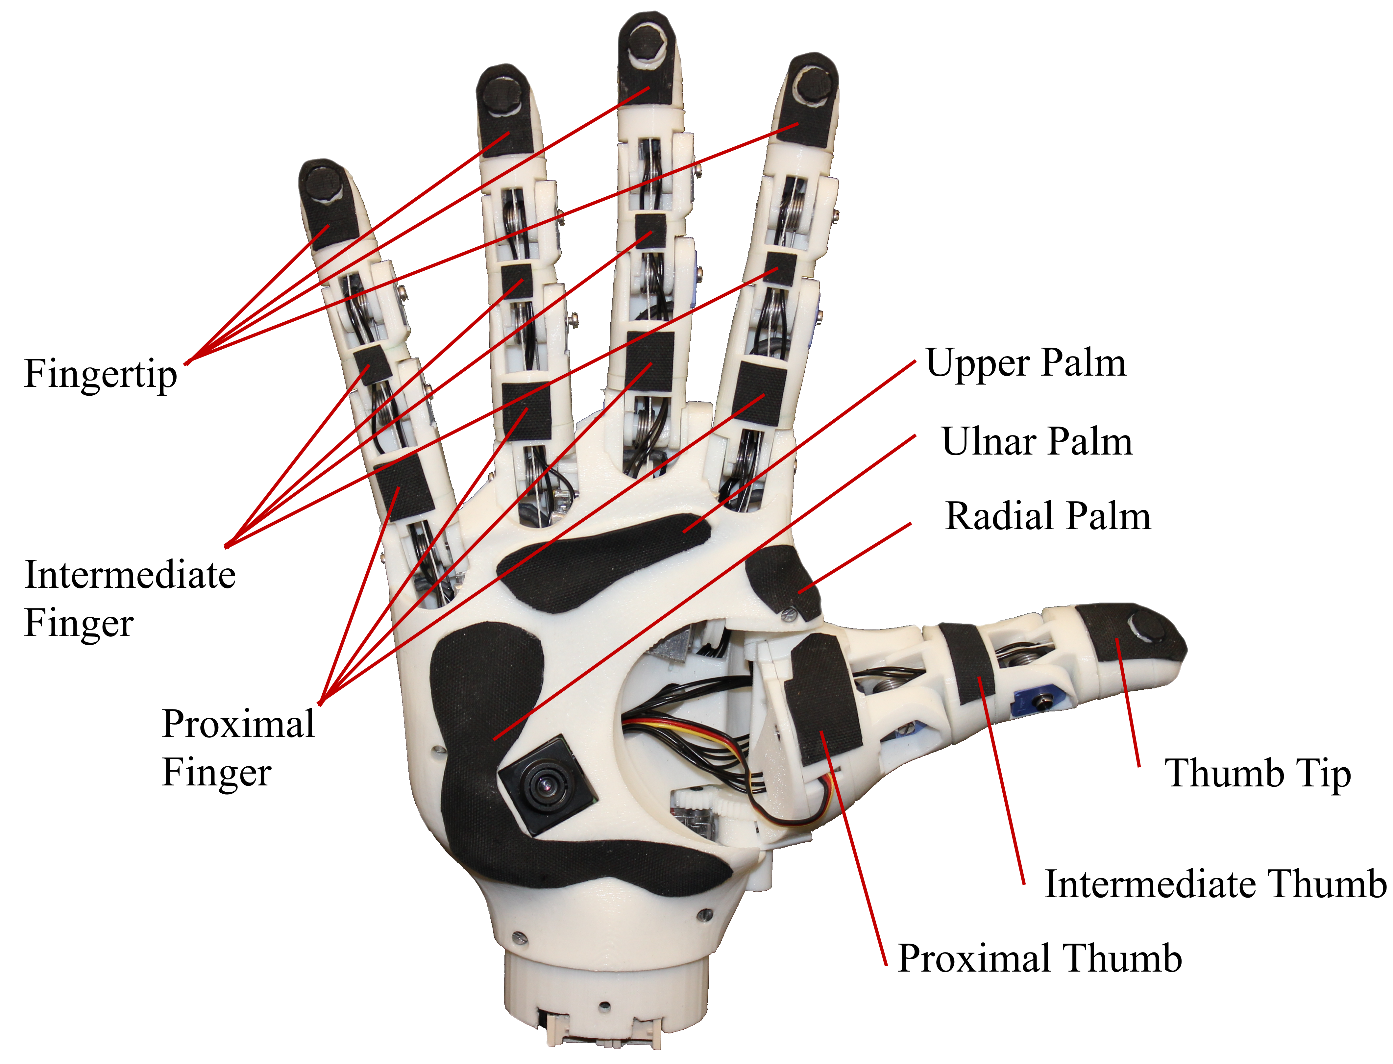 Fingertip
Intermediate
Finger
Proximal
Finger
Upper Palm
Ulnar Palm
Radial Palm
Thumb Tip
Intermediate Thumb
Proximal Thumb